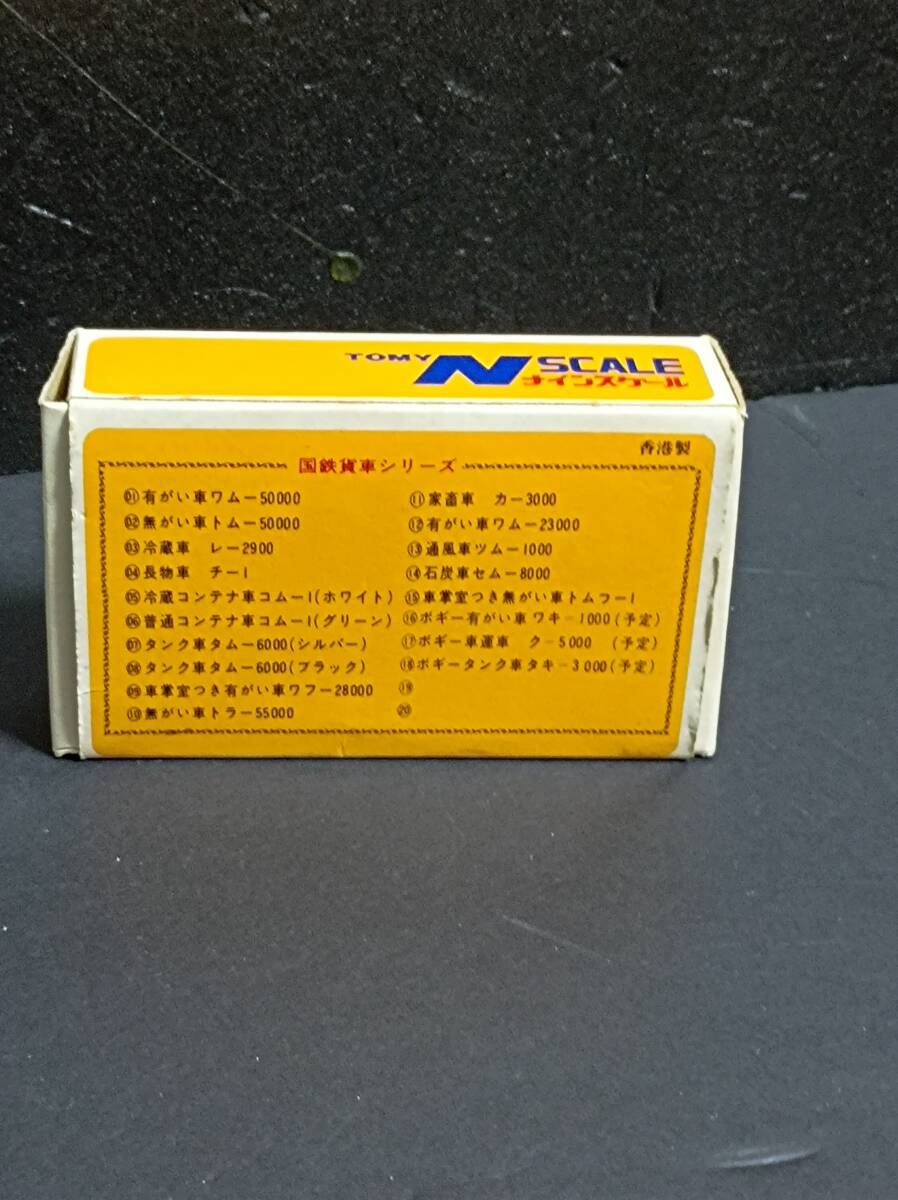 TOMY N SCALE
ナインスケール
香港製
国鉄貨車シリーズ
01 有がい車ワム－50000
02 無がい車トム－50000
03 冷蔵車 レ－2900
04 長物車 チ－1
05 冷蔵コンテナ車コム－1(ホワイト)
06 普通コンテナ車コム－1(グリーン)
07 タンク車タム－6000(シルバー)
08 タンク車タム－6000(ブラック)
09 車掌室つき有がい車ワフ－28000
⑩ 無がい車トラ－55000
⑪ 家畜車 カ－3000
⑫ 有がい車ワム－23000
⑬ 通風車ツム－1000
⑭ 石炭車セム－8000
⑮ 車掌室つき無がい車トムフ－1
⑯ ボギー有がい車ワキ－1000(予定)
⑰ ボギー車運車 ク－5000 (予定)
⑱ ボギータンク車タキ－3000(予定)
⑲
⑳